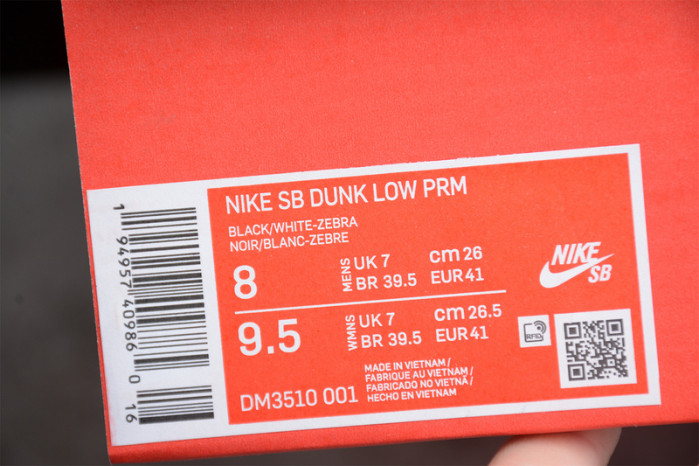 NIKE SB DUNK LOW PRM
BLACK/WHITE-ZEBRA
NOIR/BLANC-ZEBRE
8 MENS UK 7 cm 26
BR 39.5 EUR 41
9.5 WMNS UK 7 cm 26.5
BR 39.5 EUR 41
MADE IN VIETNAM /
FABRIQUE AU VIETNAM /
FABRICADO NO VIETNÃ /
HECHO EN VIETNAM
DM3510 001
NIKE
SB
RFID
1 94957 40986 0
16